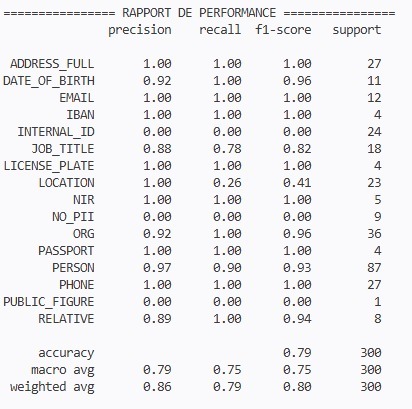 ================ RAPPORT DE PERFORMANCE ================
precision recall f1-score support
ADDRESS_FULL 1.00 1.00 1.00 27
DATE_OF_BIRTH 0.92 1.00 0.96 11
EMAIL 1.00 1.00 1.00 12
IBAN 1.00 1.00 1.00 4
INTERNAL_ID 0.00 0.00 0.00 24
JOB_TITLE 0.88 0.78 0.82 18
LICENSE_PLATE 1.00 1.00 1.00 4
LOCATION 1.00 0.26 0.41 23
NIR 1.00 1.00 1.00 5
NO_PII 0.00 0.00 0.00 9
ORG 0.92 1.00 0.96 36
PASSPORT 1.00 1.00 1.00 4
PERSON 0.97 0.90 0.93 87
PHONE 1.00 1.00 1.00 27
PUBLIC_FIGURE 0.00 0.00 0.00 1
RELATIVE 0.89 1.00 0.94 8
accuracy 0.79 300
macro avg 0.79 0.75 0.75 300
weighted avg 0.86 0.79 0.80 300